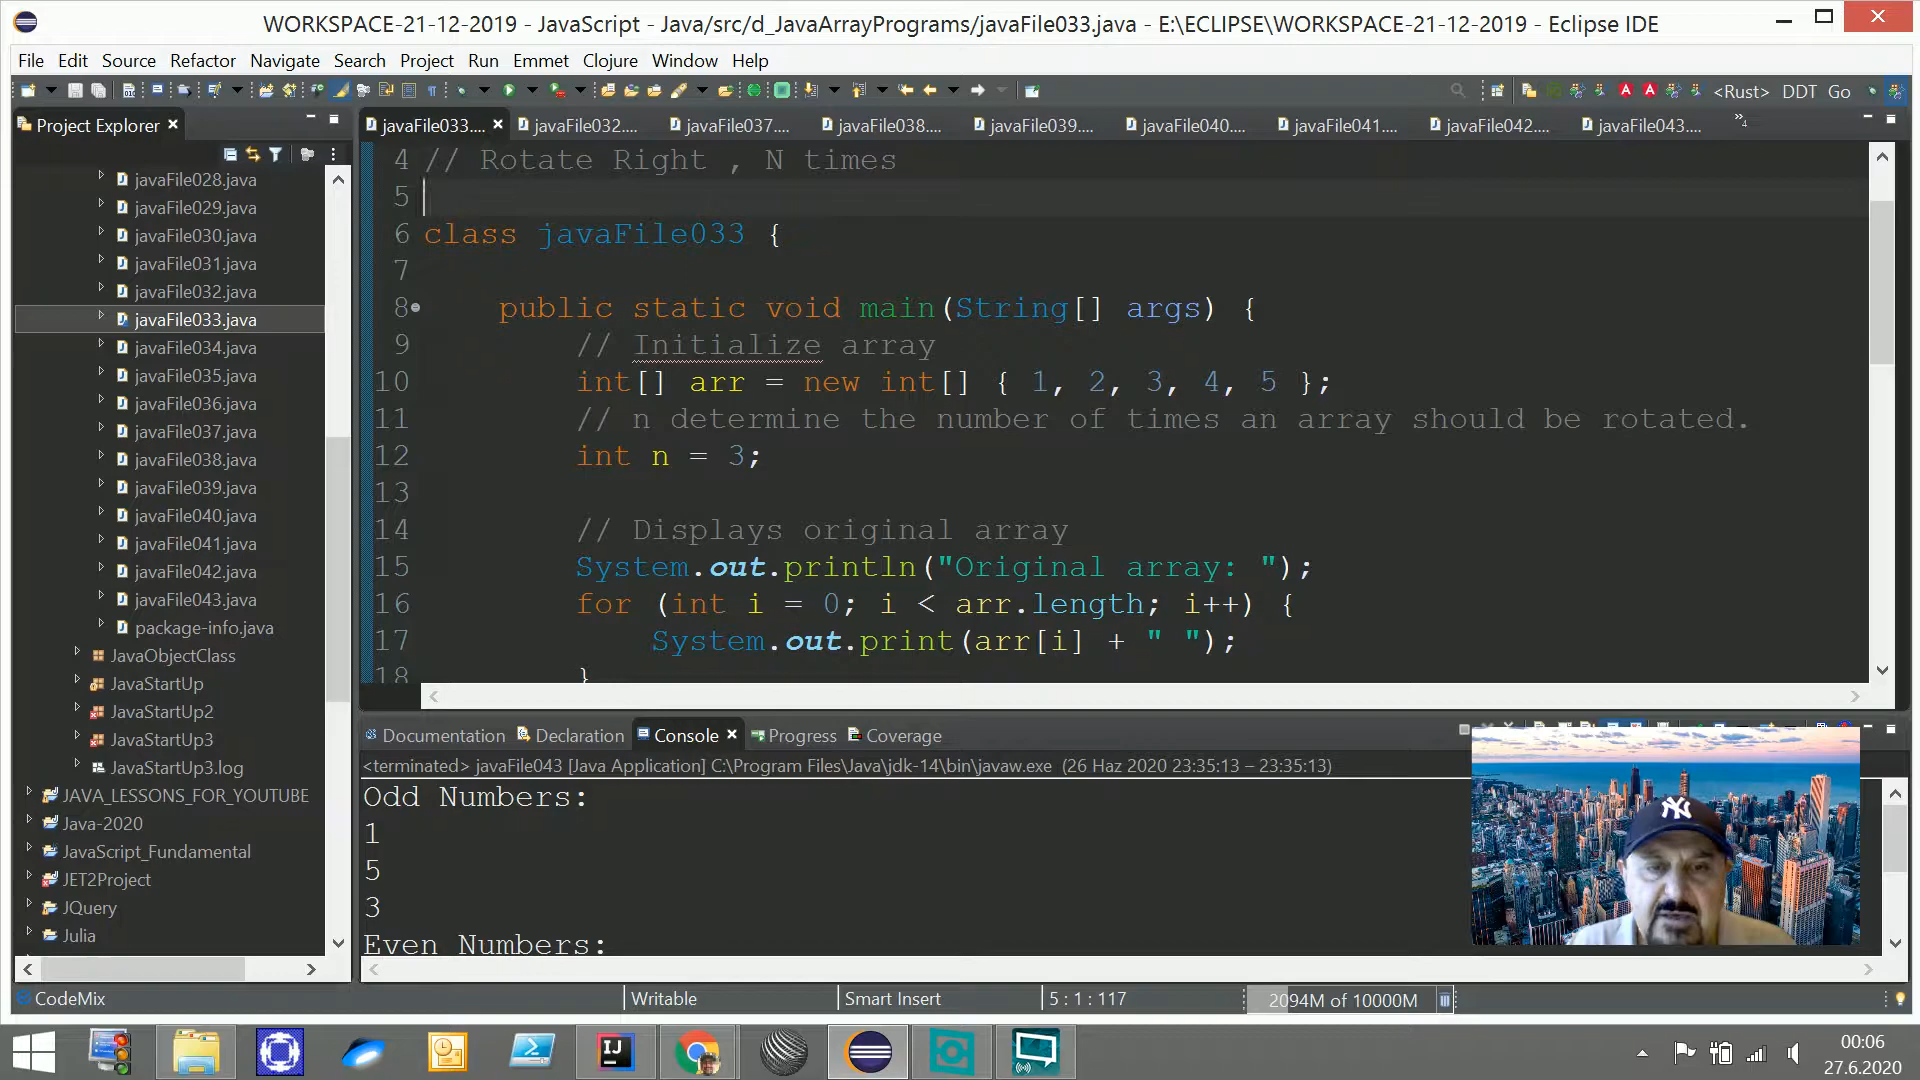 WORKSPACE-21-12-2019 - JavaScript - Java/src/d_JavaArrayPrograms/javaFile033.java - E:\ECLIPSE\WORKSPACE-21-12-2019 - Eclipse IDE
File Edit Source Refactor Navigate Search Project Run Emmet Clojure Window Help
<Rust> DDT Go
Project Explorer
javaFile033.... javaFile032.... javaFile037.... javaFile038.... javaFile039.... javaFile040.... javaFile041.... javaFile042.... javaFile043.... »4
javaFile028.java
javaFile029.java
javaFile030.java
javaFile031.java
javaFile032.java
javaFile033.java
javaFile034.java
javaFile035.java
javaFile036.java
javaFile037.java
javaFile038.java
javaFile039.java
javaFile040.java
javaFile041.java
javaFile042.java
javaFile043.java
package-info.java
JavaObjectClass
JavaStartUp
JavaStartUp2
JavaStartUp3
JavaStartUp3.log
JAVA_LESSONS_FOR_YOUTUBE
Java-2020
JavaScript_Fundamental
JET2Project
JQuery
Julia
4 // Rotate Right , N times
5
6 class javaFile033 {
7
8 public static void main(String[] args) {
9 // Initialize array
10 int[] arr = new int[] { 1, 2, 3, 4, 5 };
11 // n determine the number of times an array should be rotated.
12 int n = 3;
13
14 // Displays original array
15 System.out.println("Original array: ");
16 for (int i = 0; i < arr.length; i++) {
17 System.out.print(arr[i] + " ");
18 }
Documentation Declaration Console Progress Coverage
<terminated> javaFile043 [Java Application] C:\Program Files\Java\jdk-14\bin\javaw.exe (26 Haz 2020 23:35:13 – 23:35:13)
Odd Numbers:
1
5
3
Even Numbers:
CodeMix Writable Smart Insert 5 : 1 : 117 2094M of 10000M
IJ
00:06
27.6.2020